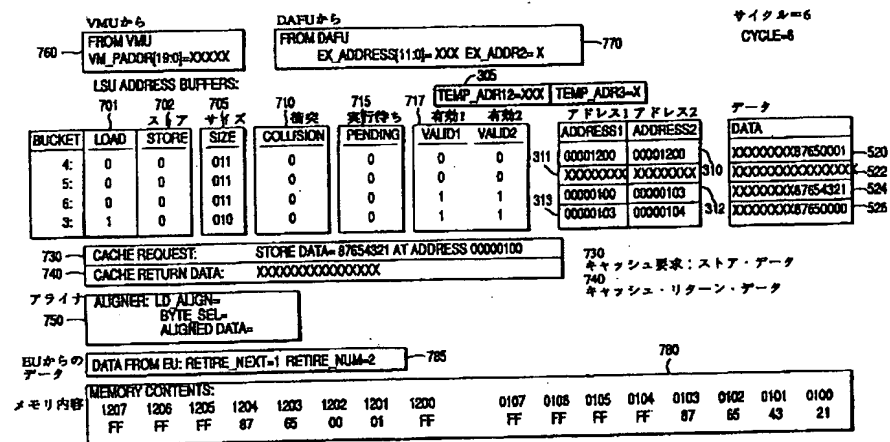 VMUから
DAFUから
サイクル=6
CYCLE=6
760
FROM VMU
VM_PADDR[19:0]=XXXXX
FROM DAFU
EX_ADDRESS[11:0]= XXX EX_ADDR2= X
770
305
LSU ADDRESS BUFFERS:
TEMP_ADR12=XXX TEMP_ADR3=X
701 702 705 710 715 717
ストア サイズ 衝突 実行待ち 有効1 有効2 アドレス1 アドレス2 データ
BUCKET LOAD STORE SIZE COLLISION PENDING VALID1 VALID2 ADDRESS1 ADDRESS2 DATA
4: 0 0 011 0 0 0 0 311 00001200 00001200 310 XXXXXXXX87650001 520
5: 0 0 011 0 0 0 0 XXXXXXXX XXXXXXXX XXXXXXXXXXXXXXXX 522
6: 0 0 011 0 0 1 1 313 00000100 00000103 312 XXXXXXXX87654321 524
3: 1 0 010 0 0 1 1 00000103 00000104 XXXXXXXX87650000 526
730 CACHE REQUEST: STORE DATA= 87654321 AT ADDRESS 00000100
740 CACHE RETURN DATA: XXXXXXXXXXXXXXXX
730
キャッシュ要求：ストア・データ
740
キャッシュ・リターン・データ
アライナ
750
ALIGNER: LD_ALIGN=
BYTE_SEL=
ALIGNED DATA=
EUからの
データ
DATA FROM EU: RETIRE_NEXT=1 RETIRE_NUM=2
785
780
メモリ内容
MEMORY CONTENTS:
1207 1206 1205 1204 1203 1202 1201 1200 0107 0106 0105 0104 0103 0102 0101 0100
FF FF FF 87 65 00 01 FF FF FF FF FF 87 65 43 21